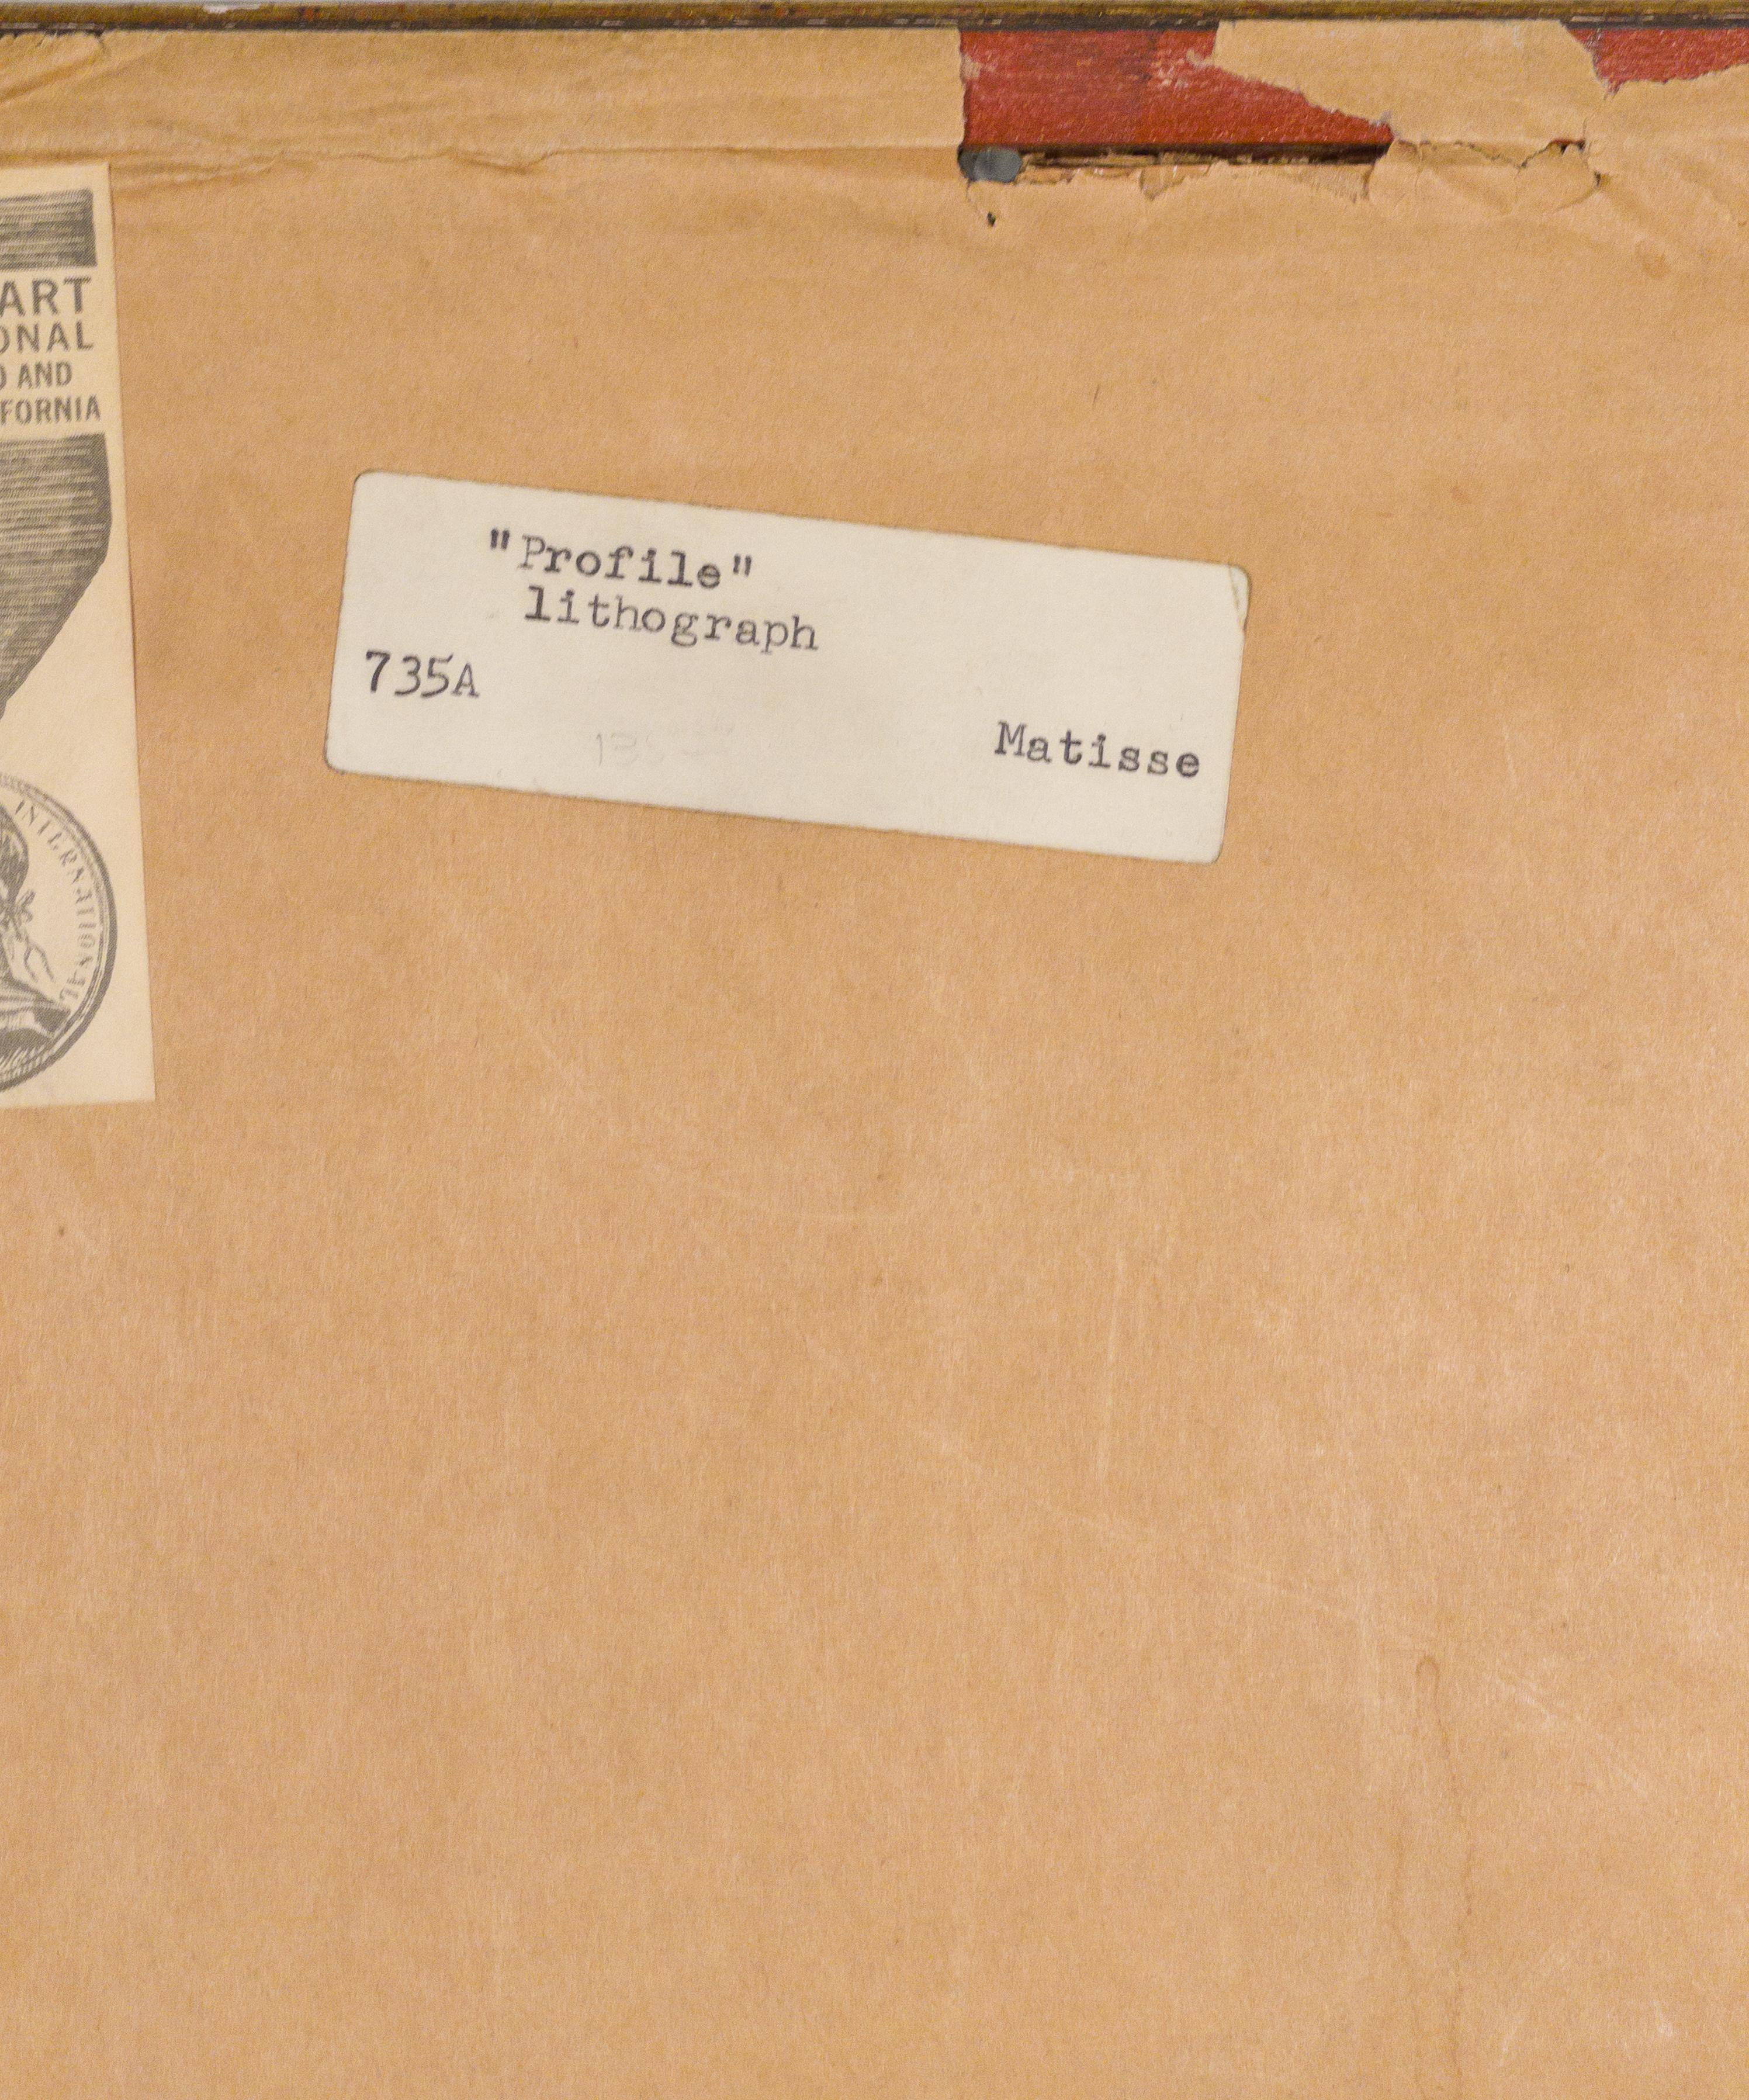 ART
ONAL
AND
FORNIA
INTERNATIONAL
"Profile"
lithograph
735A
Matisse